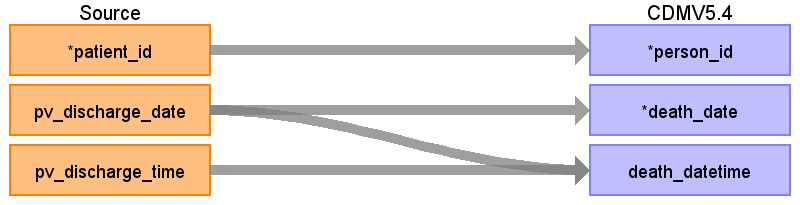 Source CDMV5.4
*patient_id *person_id
pv_discharge_date *death_date
pv_discharge_time death_datetime